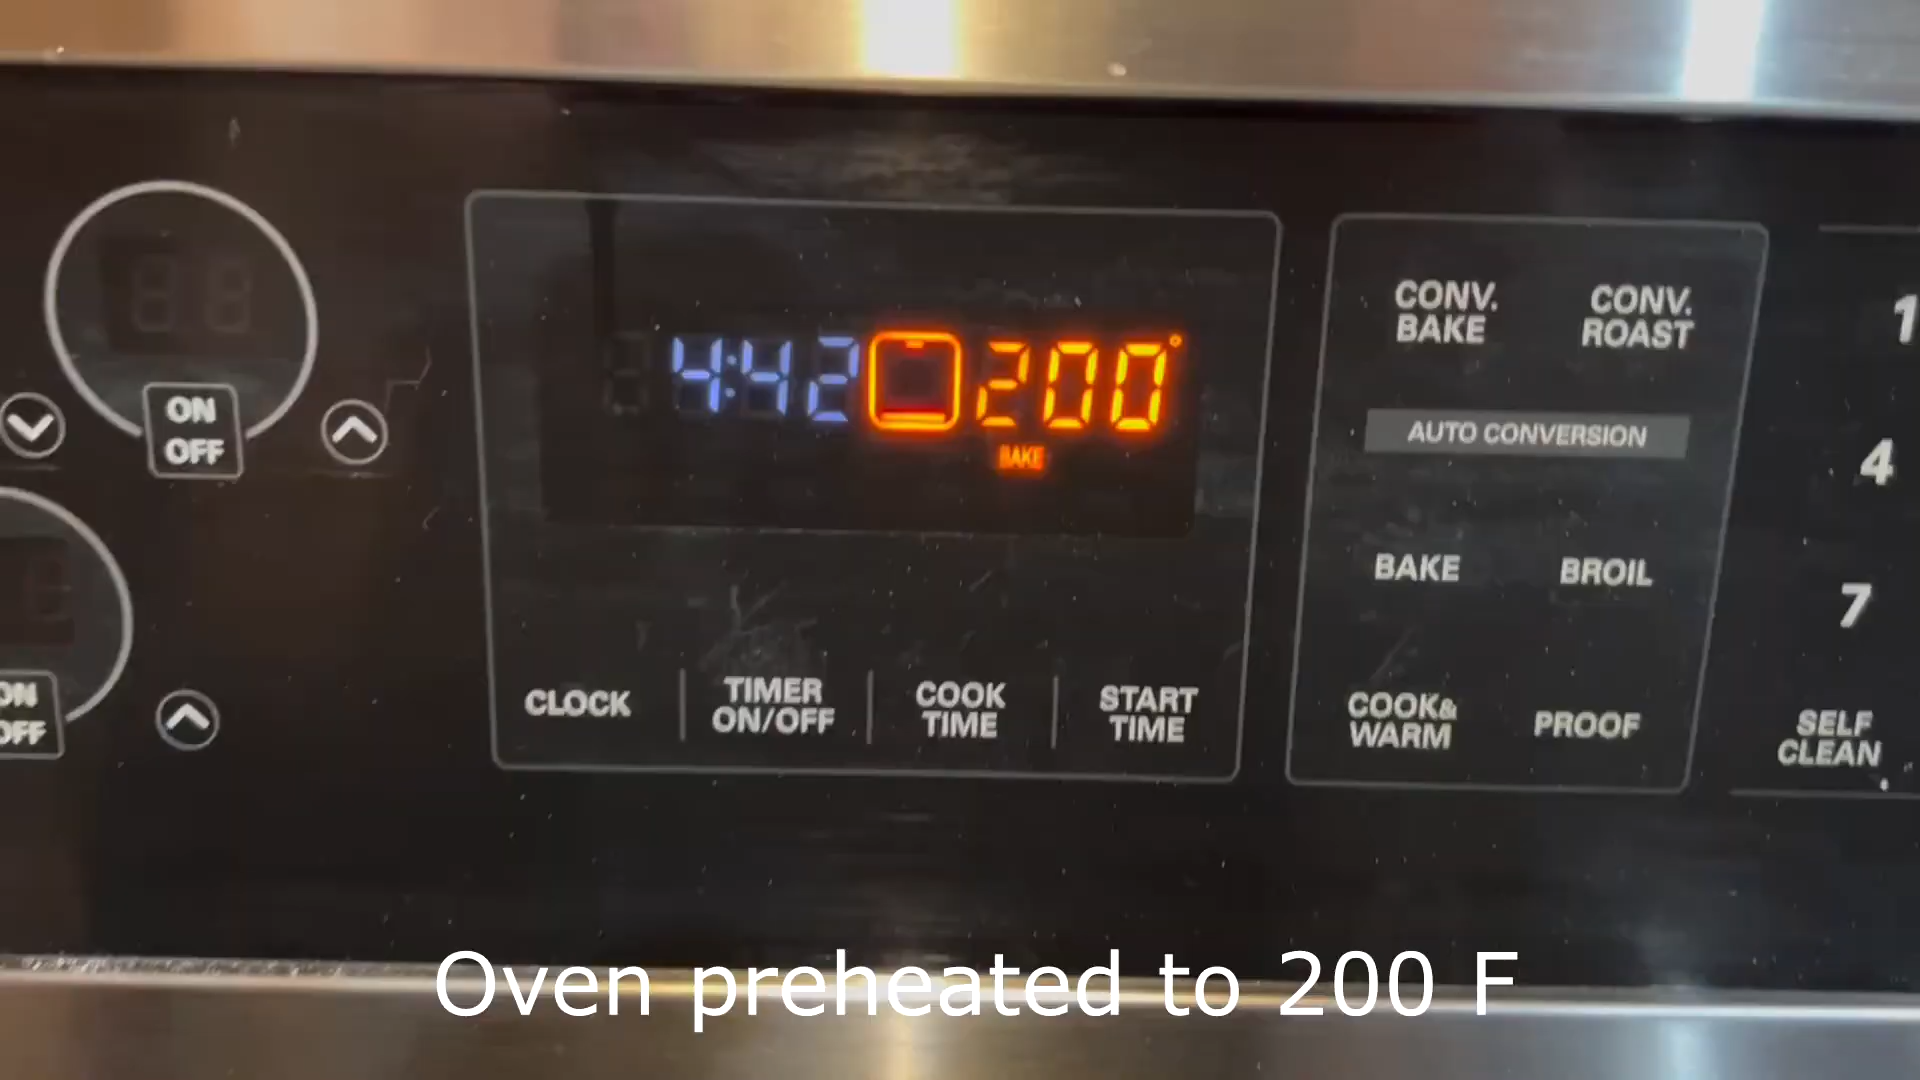 4:42 200°
BAKE
ON
OFF
ON
OFF
CLOCK
TIMER
ON/OFF
COOK
TIME
START
TIME
CONV.
BAKE
CONV.
ROAST
AUTO CONVERSION
BAKE
BROIL
COOK&
WARM
PROOF
1
4
7
SELF
CLEAN
Oven preheated to 200 F